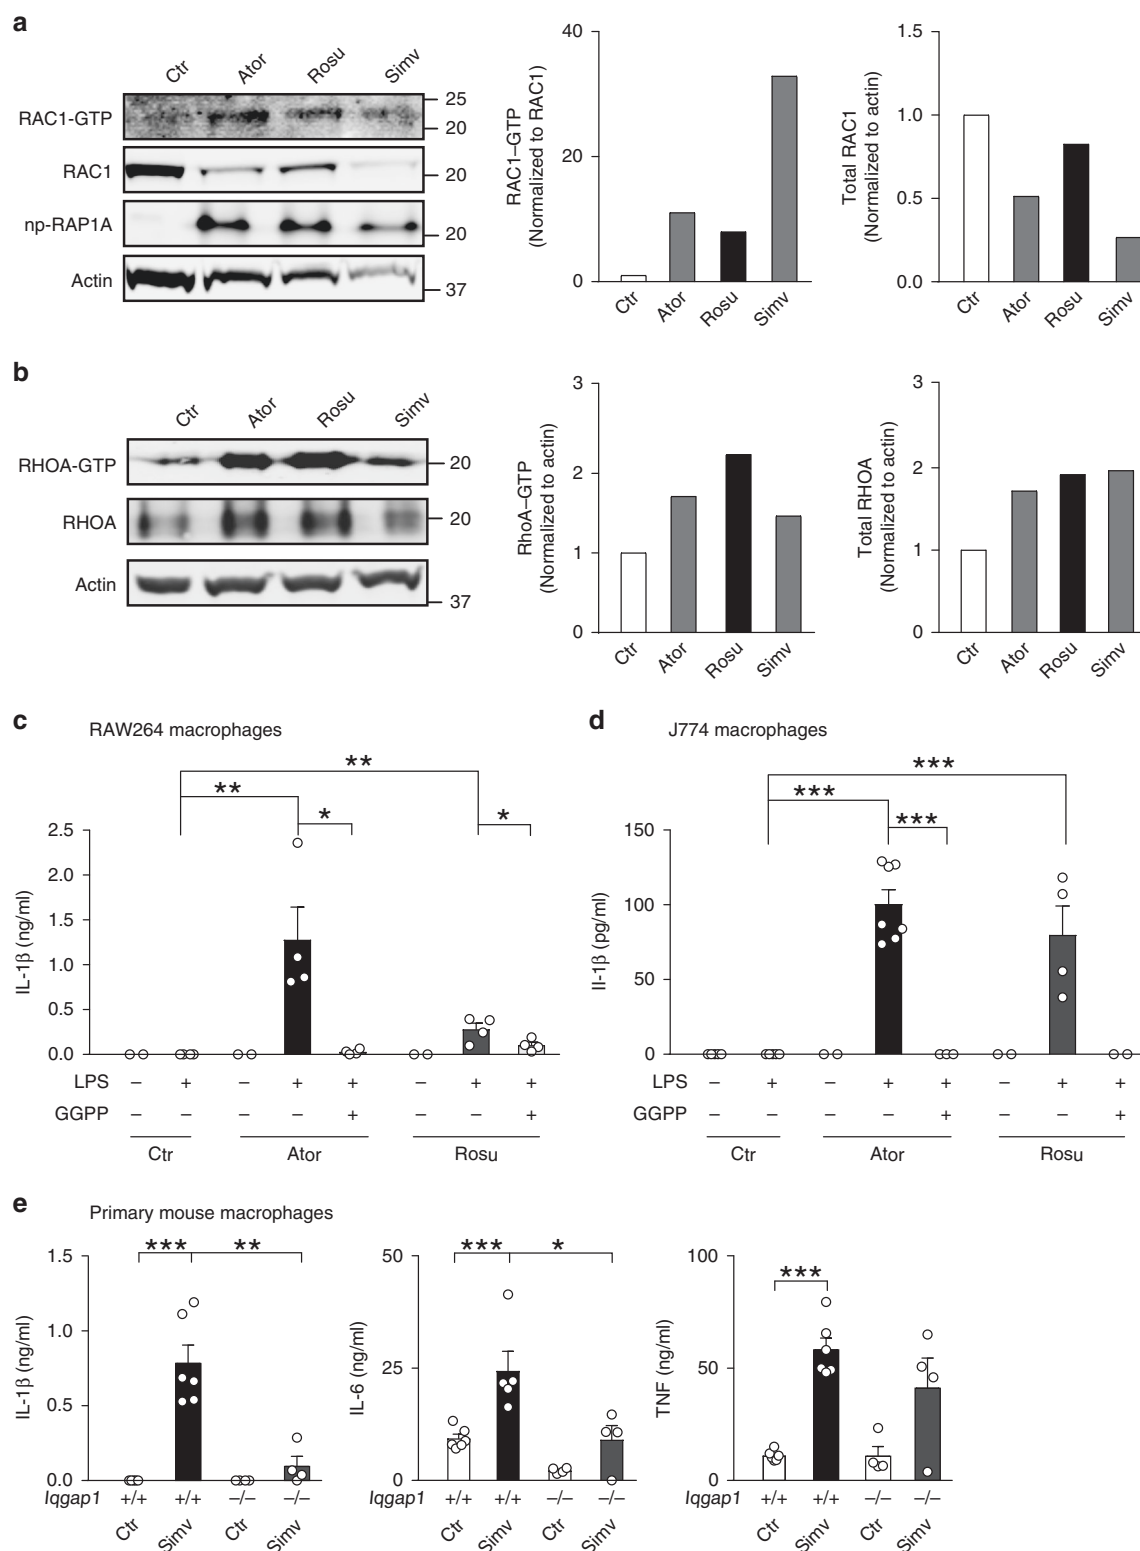 a
Ctr Ator Rosu Simv
RAC1-GTP 25 20
RAC1 20
np-RAP1A 20
Actin 37
RAC1–GTP
(Normalized to RAC1)
40
20
0
Ctr Ator Rosu Simv
Total RAC1
(Normalized to actin)
1.5
1.0
0.5
0.0
Ctr Ator Rosu Simv
b
Ctr Ator Rosu Simv
RHOA-GTP 20
RHOA 20
Actin 37
RhoA–GTP
(Normalized to actin)
3
2
1
0
Ctr Ator Rosu Simv
Total RHOA
(Normalized to actin)
3
2
1
0
Ctr Ator Rosu Simv
c
RAW264 macrophages
**
** * *
IL-1β (ng/ml)
2.5
2.0
1.5
1.0
0.5
0.0
LPS – + – + + – + +
GGPP – – – – + – – +
Ctr Ator Rosu
d
J774 macrophages
***
***
***
Il-1β (pg/ml)
150
100
50
0
LPS – + – + + – + +
GGPP – – – – + – – +
Ctr Ator Rosu
e
Primary mouse macrophages
*** **
IL-1β (ng/ml)
1.5
1.0
0.5
0.0
Iqgap1 +/+ +/+ –/– –/–
Ctr Simv Ctr Simv
*** *
IL-6 (ng/ml)
50
25
0
Iqgap1 +/+ +/+ –/– –/–
Ctr Simv Ctr Simv
***
TNF (ng/ml)
100
50
0
Iqgap1 +/+ +/+ –/– –/–
Ctr Simv Ctr Simv